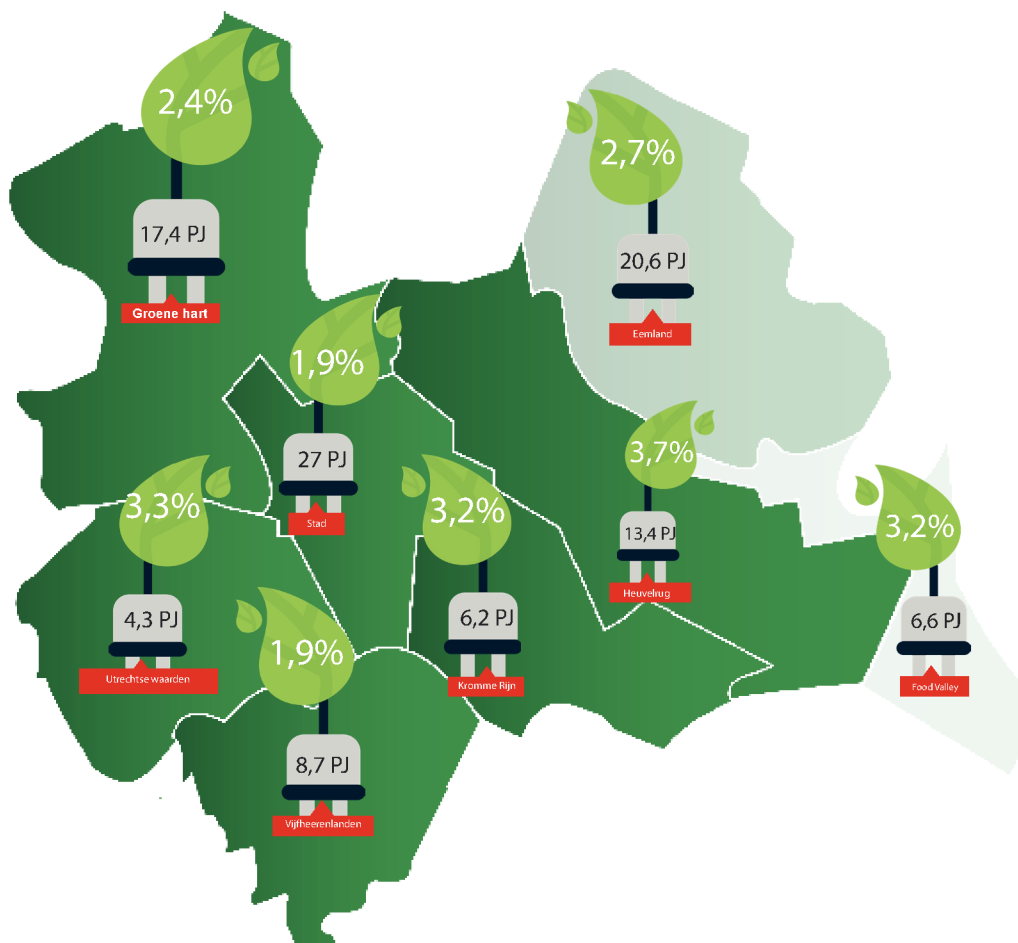 2,4%
17,4 PJ
Groene hart
2,7%
20,6 PJ
Eemland
1,9%
27 PJ
Stad
3,7%
13,4 PJ
Heuvelrug
3,3%
4,3 PJ
Utrechtse waarden
3,2%
6,2 PJ
Kromme Rijn
3,2%
6,6 PJ
Food Valley
1,9%
8,7 PJ
Vijfheerenlanden